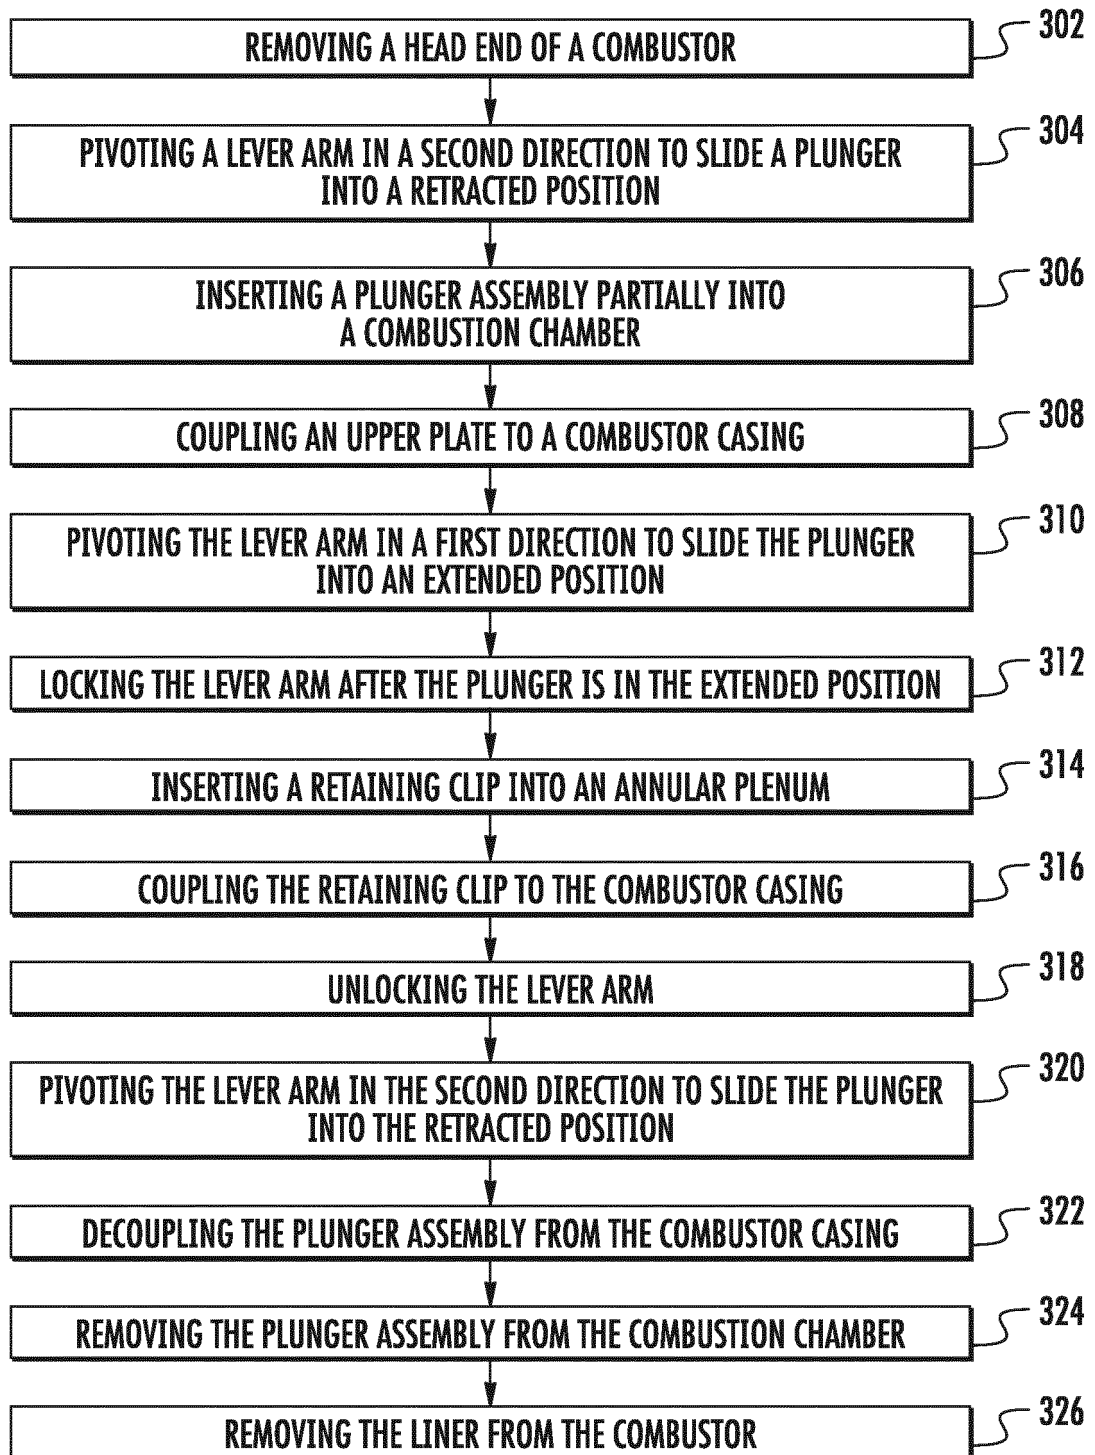 REMOVING A HEAD END OF A COMBUSTOR
302
PIVOTING A LEVER ARM IN A SECOND DIRECTION TO SLIDE A PLUNGER
INTO A RETRACTED POSITION
304
INSERTING A PLUNGER ASSEMBLY PARTIALLY INTO
A COMBUSTION CHAMBER
306
COUPLING AN UPPER PLATE TO A COMBUSTOR CASING
308
PIVOTING THE LEVER ARM IN A FIRST DIRECTION TO SLIDE THE PLUNGER
INTO AN EXTENDED POSITION
310
LOCKING THE LEVER ARM AFTER THE PLUNGER IS IN THE EXTENDED POSITION
312
INSERTING A RETAINING CLIP INTO AN ANNULAR PLENUM
314
COUPLING THE RETAINING CLIP TO THE COMBUSTOR CASING
316
UNLOCKING THE LEVER ARM
318
PIVOTING THE LEVER ARM IN THE SECOND DIRECTION TO SLIDE THE PLUNGER
INTO THE RETRACTED POSITION
320
DECOUPLING THE PLUNGER ASSEMBLY FROM THE COMBUSTOR CASING
322
REMOVING THE PLUNGER ASSEMBLY FROM THE COMBUSTION CHAMBER
324
REMOVING THE LINER FROM THE COMBUSTOR
326